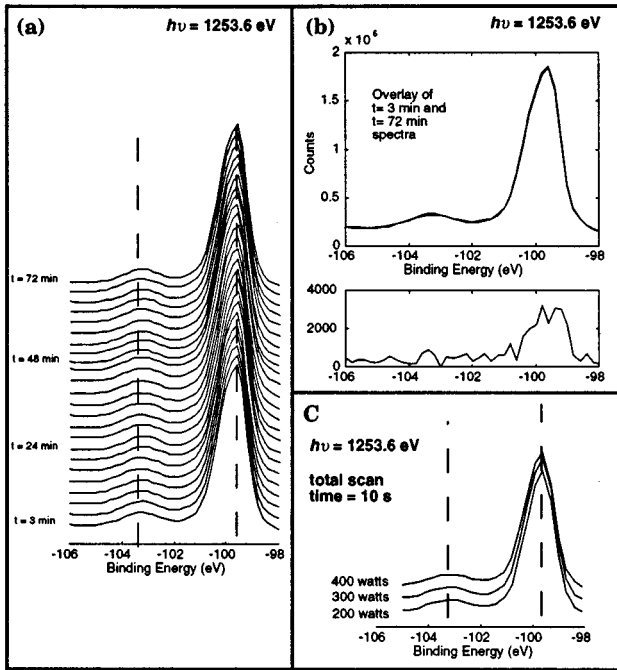 (a)
hυ = 1253.6 eV
t = 72 min
t = 48 min
t = 24 min
t = 3 min
-106 -104 -102 -100 -98
Binding Energy (eV)
(b)
hυ = 1253.6 eV
2 x 10^6
Overlay of
t= 3 min and
t= 72 min
spectra
1.5
1
0.5
0
Counts
-106 -104 -102 -100 -98
Binding Energy (eV)
4000
2000
0
-106 -104 -102 -100 -98
C
hυ = 1253.6 eV
total scan
time = 10 s
400 watts
300 watts
200 watts
-106 -104 -102 -100 -98
Binding Energy (eV)